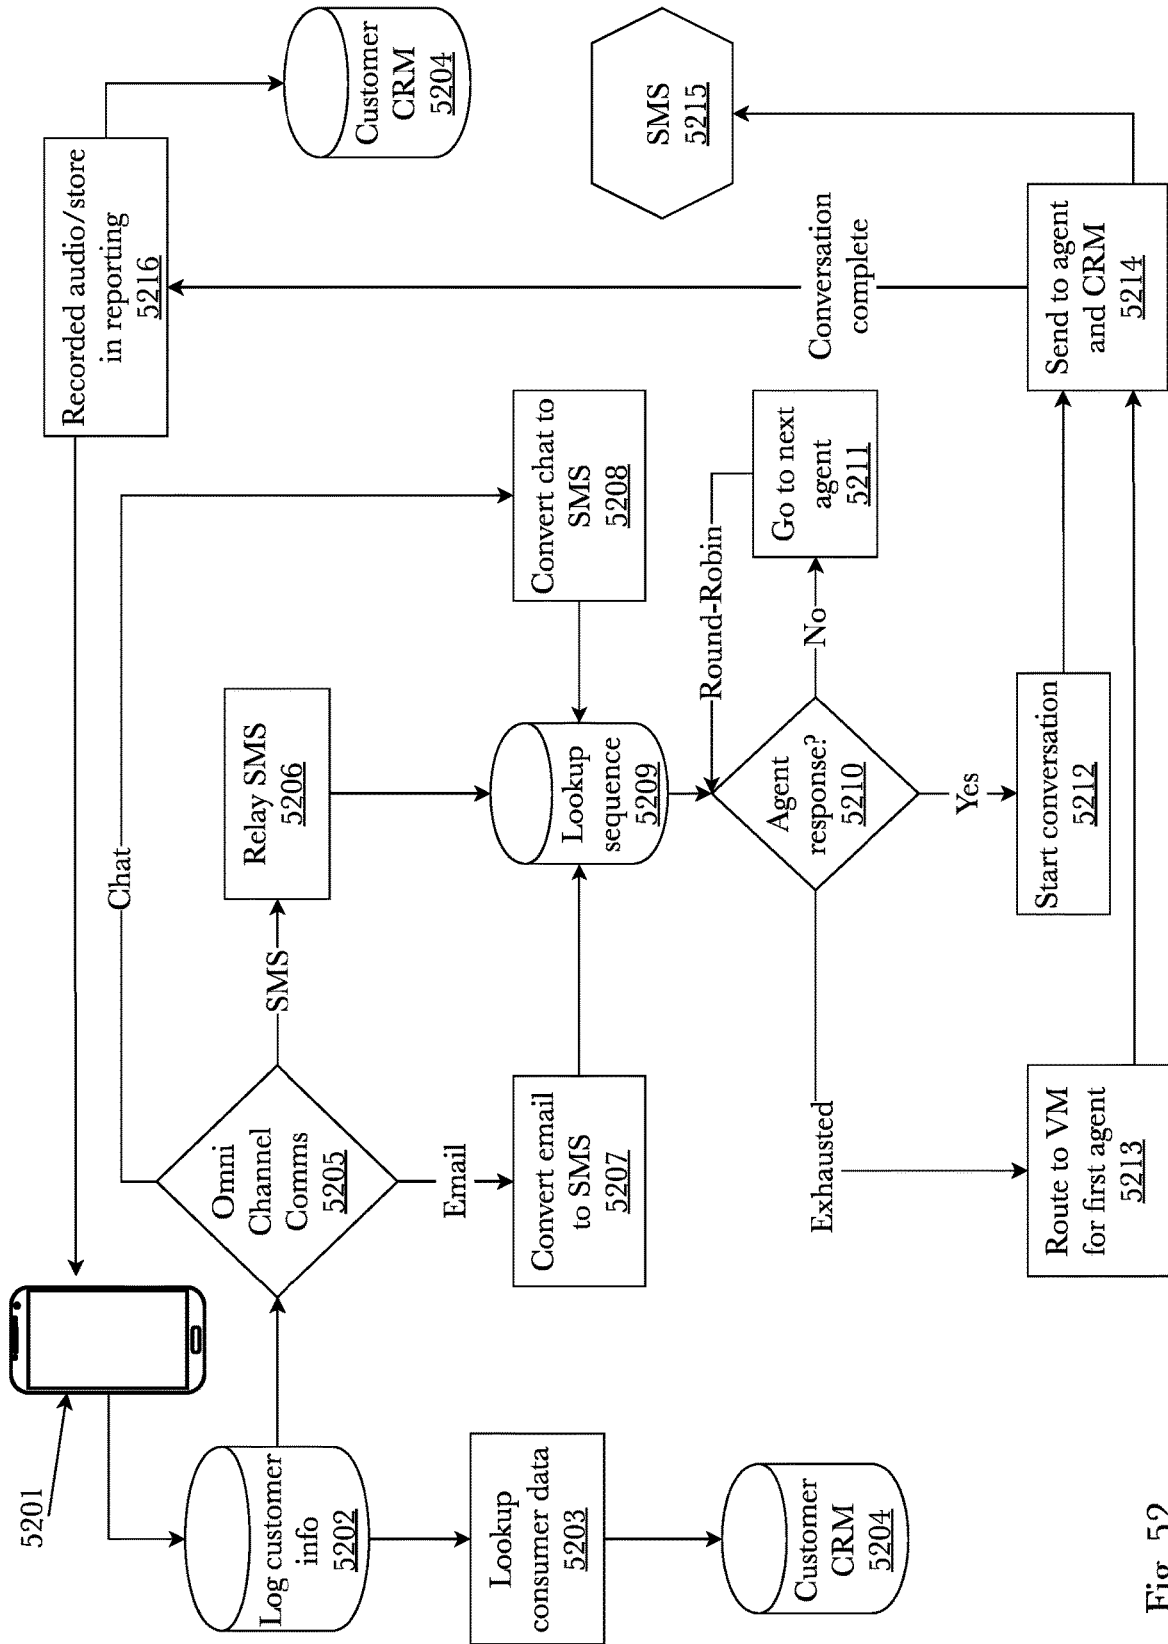 5201
Log customer
info
5202
Lookup
consumer data
5203
Customer
CRM
5204
Omni
Channel
Comms
5205
Chat
SMS
Email
Relay SMS
5206
Convert email
to SMS
5207
Convert chat to
SMS
5208
Lookup
sequence
5209
Agent
response?
5210
Round-Robin
No
Go to next
agent
5211
Yes
Start conversation
5212
Exhausted
Route to VM
for first agent
5213
Send to agent
and CRM
5214
Conversation
complete
SMS
5215
Recorded audio/store
in reporting
5216
Customer
CRM
5204
Fig. 52